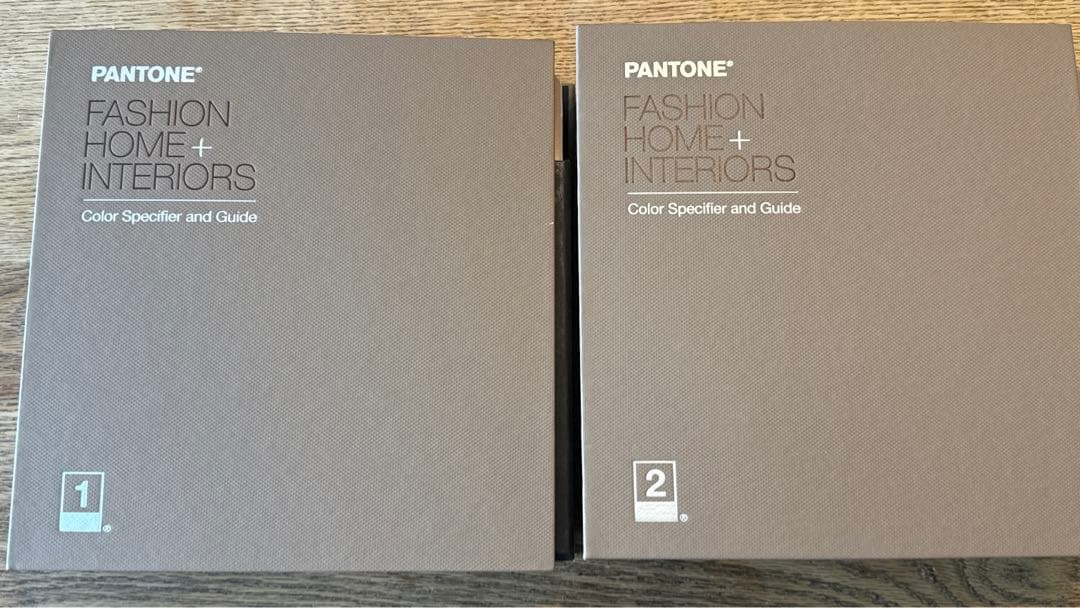 PANTONE®
FASHION
HOME +
INTERIORS
Color Specifier and Guide
1
®
PANTONE®
FASHION
HOME +
INTERIORS
Color Specifier and Guide
2
®